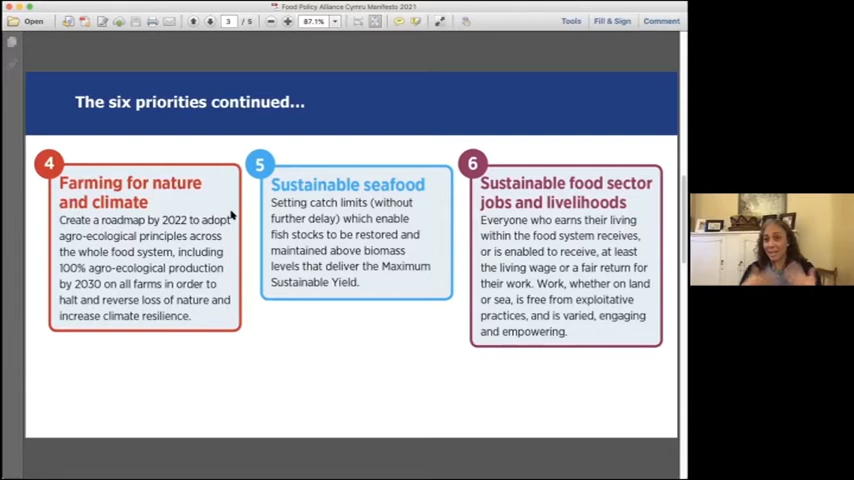 Food Policy Alliance Cymru Manifesto 2021
Open
3 / 5
87.1%
Tools
Fill & Sign
Comment
The six priorities continued...
4
Farming for nature
and climate
Create a roadmap by 2022 to adopt
agro-ecological principles across
the whole food system, including
100% agro-ecological production
by 2030 on all farms in order to
halt and reverse loss of nature and
increase climate resilience.
5
Sustainable seafood
Setting catch limits (without
further delay) which enable
fish stocks to be restored and
maintained above biomass
levels that deliver the Maximum
Sustainable Yield.
6
Sustainable food sector
jobs and livelihoods
Everyone who earns their living
within the food system receives,
or is enabled to receive, at least
the living wage or a fair return for
their work. Work, whether on land
or sea, is free from exploitative
practices, and is varied, engaging
and empowering.